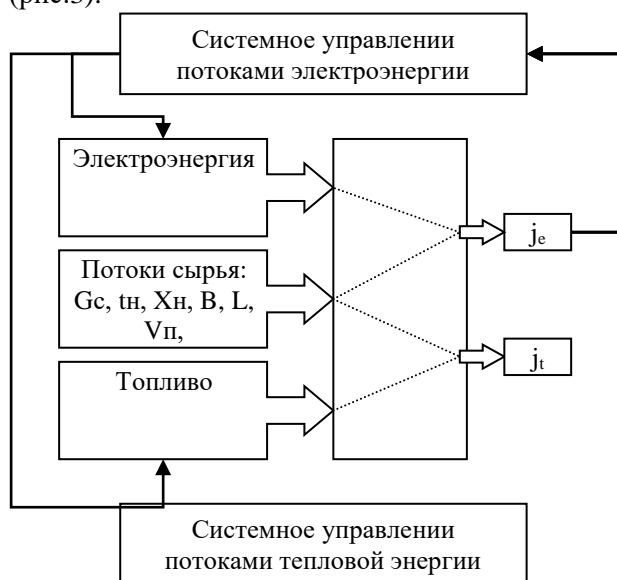 (рис.3).
Системное управлении
потоками электроэнергии
Электроэнергия
Потоки сырья:
Gc, tн, Xн, B, L,
Vп,
Топливо
jₑ
jₜ
Системное управлении
потоками тепловой энергии